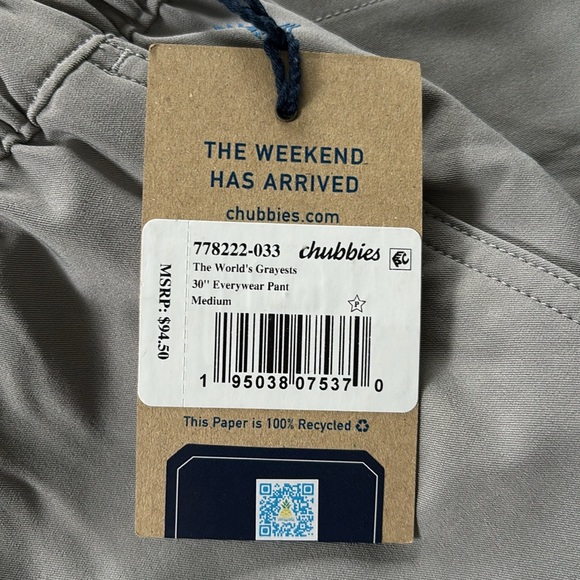 THE WEEKEND
HAS ARRIVED
chubbies.com
778222-033 chubbies
The World's Grayests
30" Everywear Pant
Medium
P
MSRP: $94.50
1 95038 07537 0
This Paper is 100% Recycled